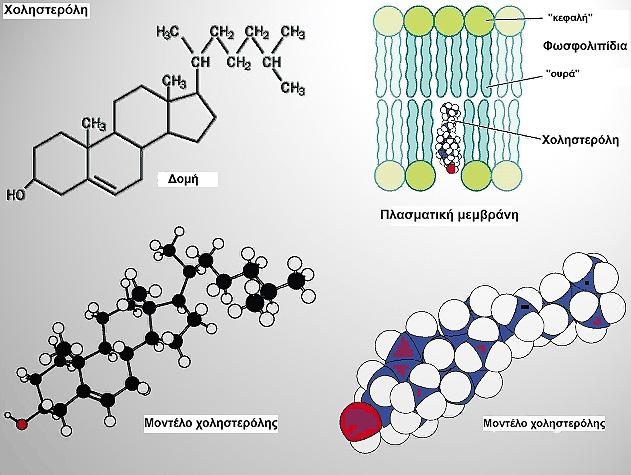 Χοληστερόλη
H₃C CH₂ CH₂ CH₃
CH CH₂ CH
CH₃ CH₃
CH₃
HO
Δομή
"κεφαλή"
Φωσφολιπίδια
"ουρά"
Χοληστερόλη
Πλασματική μεμβράνη
Μοντέλο χοληστερόλης
Μοντέλο χοληστερόλης